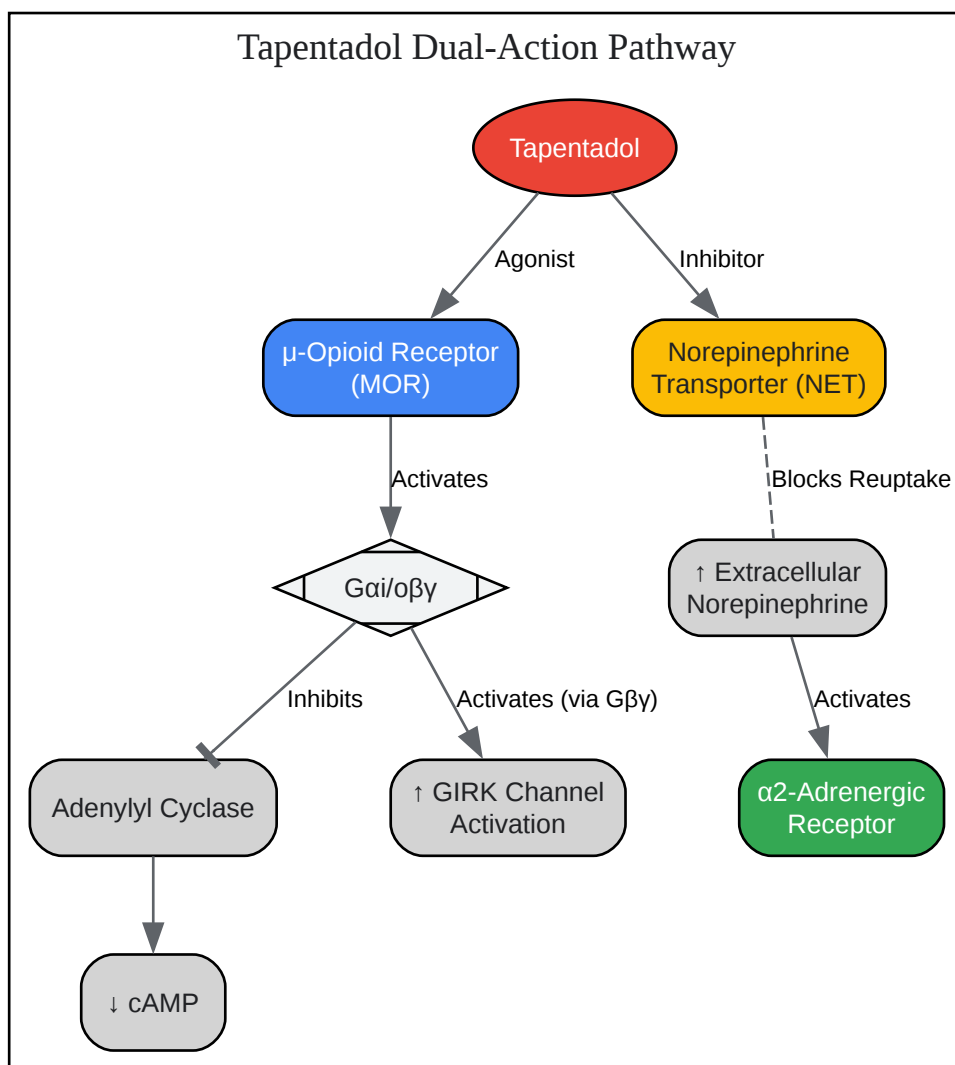 Tapentadol Dual-Action Pathway
Tapentadol
Agonist
Inhibitor
μ-Opioid Receptor
(MOR)
Norepinephrine
Transporter (NET)
Activates
Blocks Reuptake
Gαi/oβγ
↑ Extracellular
Norepinephrine
Inhibits
Activates (via Gβγ)
Activates
Adenylyl Cyclase
↑ GIRK Channel
Activation
α2-Adrenergic
Receptor
↓ cAMP